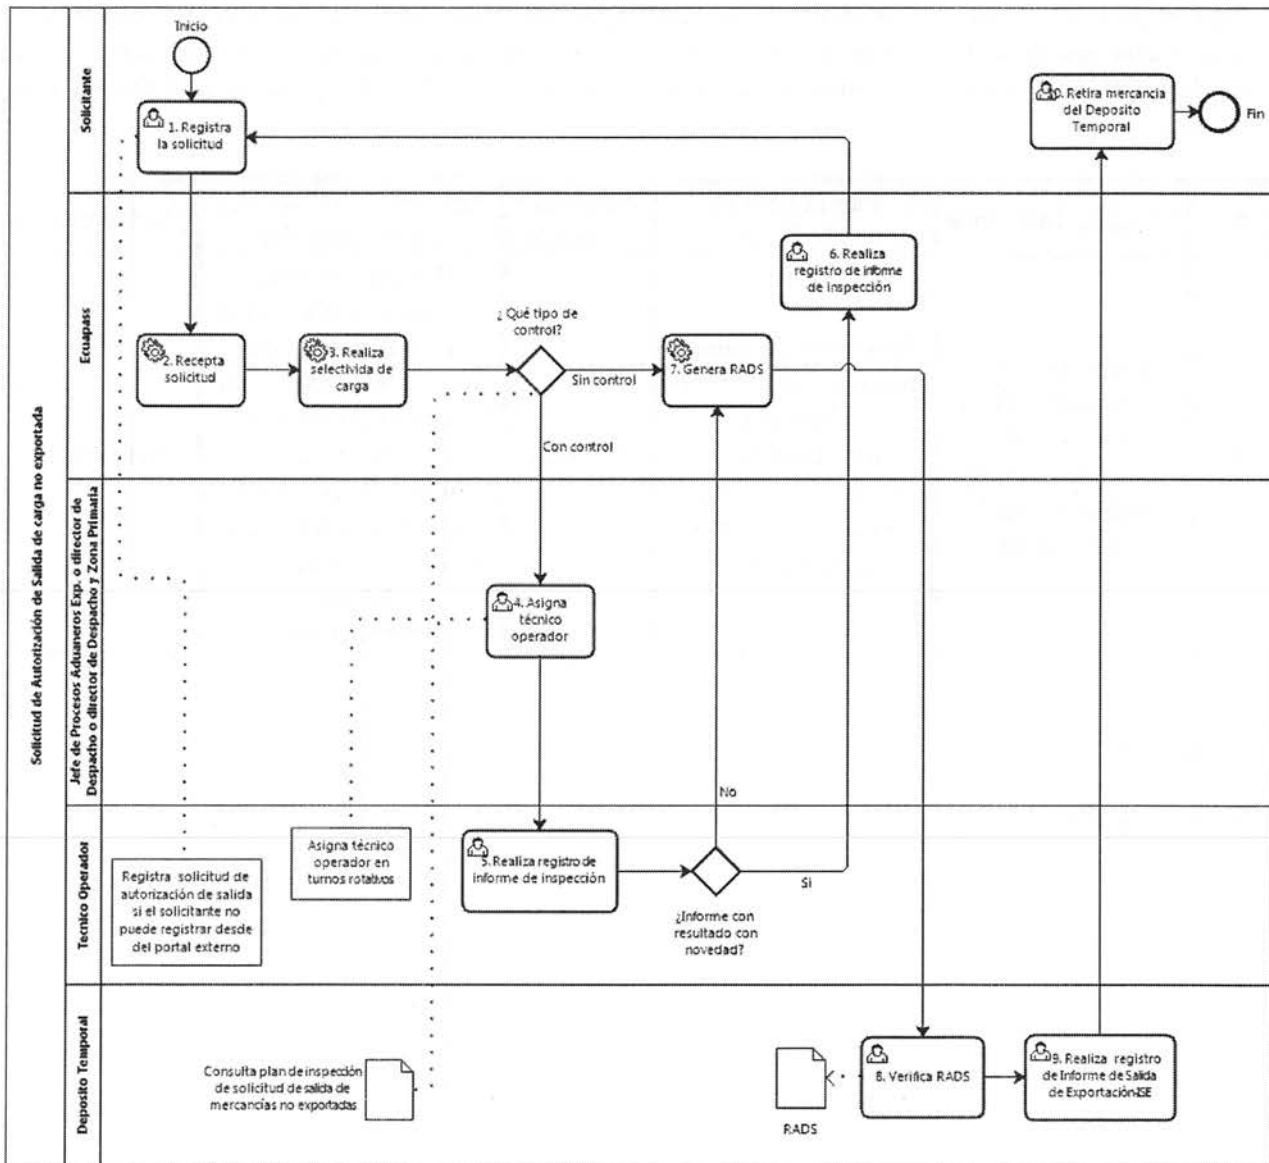 Solicitud de Autorización de Salida de carga no exportada
Solicitante
Inicio
1. Registra
la solicitud
0. Retira mercancia
del Deposito
Temporal
Fin
Ecuapass
6. Realiza
registro de informe
de inspección
¿ Qué tipo de
control?
2. Recepta
solicitud
3. Realiza
selectivida de
carga
Sin control
7. Genera RADS
Con control
Jefe de Procesos Aduaneros Exp. o director de
Despacho o director de Despacho y Zona Primaria
4. Asigna
técnico
operador
No
Tecnico Operador
Registra solicitud de
autorización de salida
si el solicitante no
puede registrar desde
del portal externo
Asigna técnico
operador en
turnos rotativos
5. Realiza registro de
informe de inspección
Si
¿Informe con
resultado con
novedad?
Deposito Temporal
Consulta plan de inspección
de solicitud de salida de
mercancías no exportadas
RADS
8. Verifica RADS
9. Realiza registro
de Informe de Salida
de Exportación-ISE